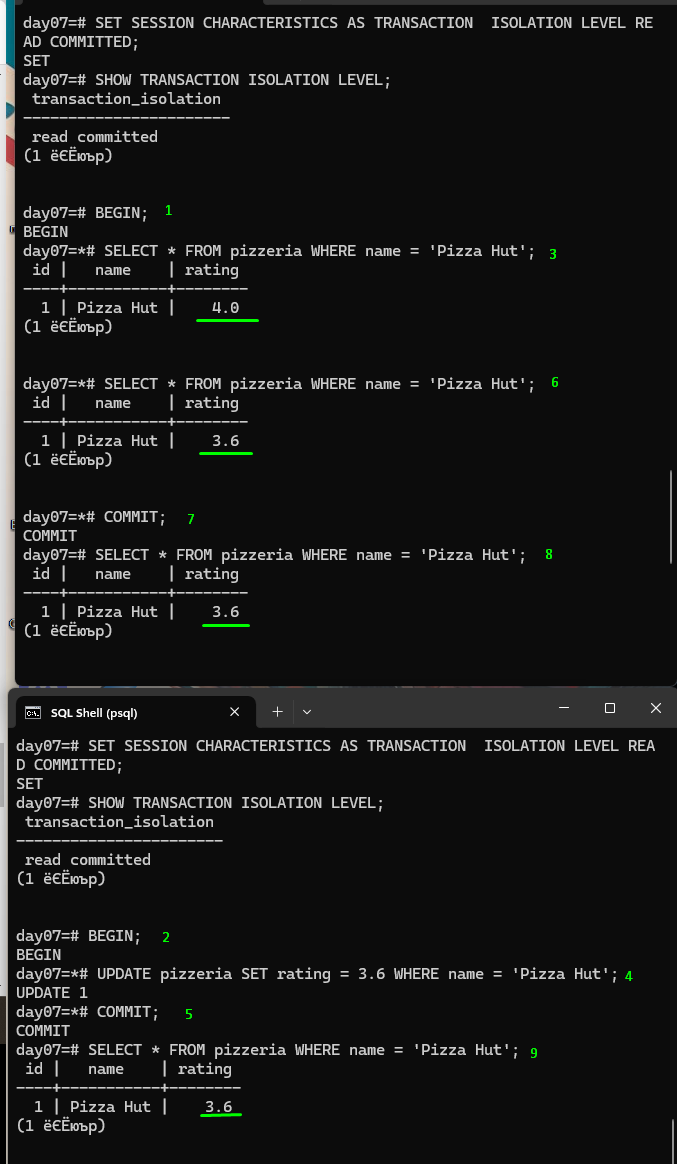 day07=# SET SESSION CHARACTERISTICS AS TRANSACTION  ISOLATION LEVEL RE
AD COMMITTED;
SET
day07=# SHOW TRANSACTION ISOLATION LEVEL;
 transaction_isolation
-----------------------
 read committed
(1 ёЄЁюър)
day07=# BEGIN; 1
BEGIN
day07=*# SELECT * FROM pizzeria WHERE name = 'Pizza Hut'; 3
 id |   name    | rating
----+-----------+--------
  1 | Pizza Hut |    4.0
(1 ёЄЁюър)
day07=*# SELECT * FROM pizzeria WHERE name = 'Pizza Hut'; 6
 id |   name    | rating
----+-----------+--------
  1 | Pizza Hut |    3.6
(1 ёЄЁюър)
day07=*# COMMIT; 7
COMMIT
day07=# SELECT * FROM pizzeria WHERE name = 'Pizza Hut'; 8
 id |   name    | rating
----+-----------+--------
  1 | Pizza Hut |    3.6
(1 ёЄЁюър)
SQL Shell (psql)
day07=# SET SESSION CHARACTERISTICS AS TRANSACTION  ISOLATION LEVEL REA
D COMMITTED;
SET
day07=# SHOW TRANSACTION ISOLATION LEVEL;
 transaction_isolation
-----------------------
 read committed
(1 ёЄЁюър)
day07=# BEGIN; 2
BEGIN
day07=*# UPDATE pizzeria SET rating = 3.6 WHERE name = 'Pizza Hut'; 4
UPDATE 1
day07=*# COMMIT; 5
COMMIT
day07=# SELECT * FROM pizzeria WHERE name = 'Pizza Hut'; 9
 id |   name    | rating
----+-----------+--------
  1 | Pizza Hut |    3.6
(1 ёЄЁюър)